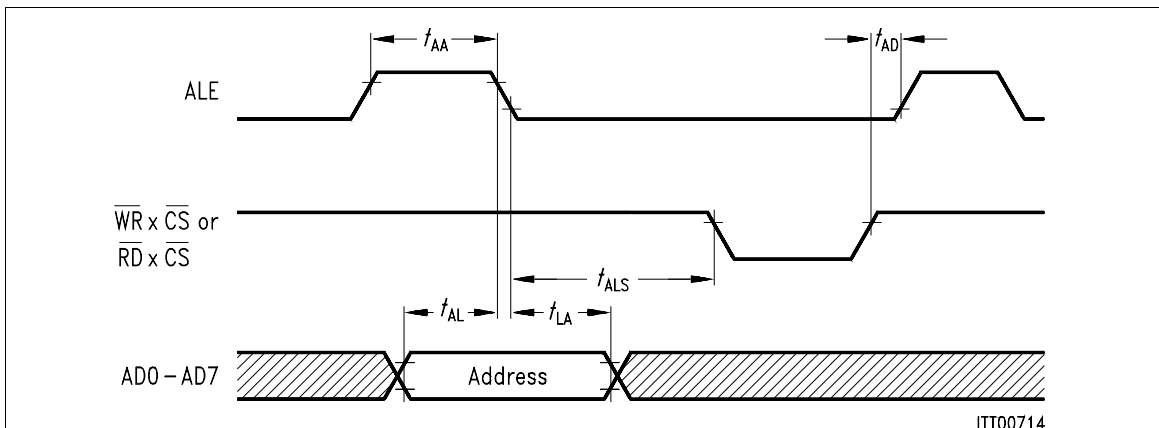 tAA
tAD
ALE
WR x CS or
RD x CS
tALS
tAL
tLA
AD0 – AD7
Address
ITT00714